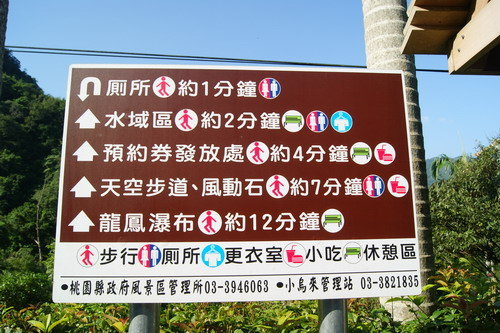 廁所 約1分鐘
水域區 約2分鐘
預約券發放處 約4分鐘
天空步道、風動石 約7分鐘
龍鳳瀑布 約12分鐘
步行 廁所 更衣室 小吃 休憩區
•桃園縣政府風景區管理所03-3946063 •小烏來管理站 03-3821835